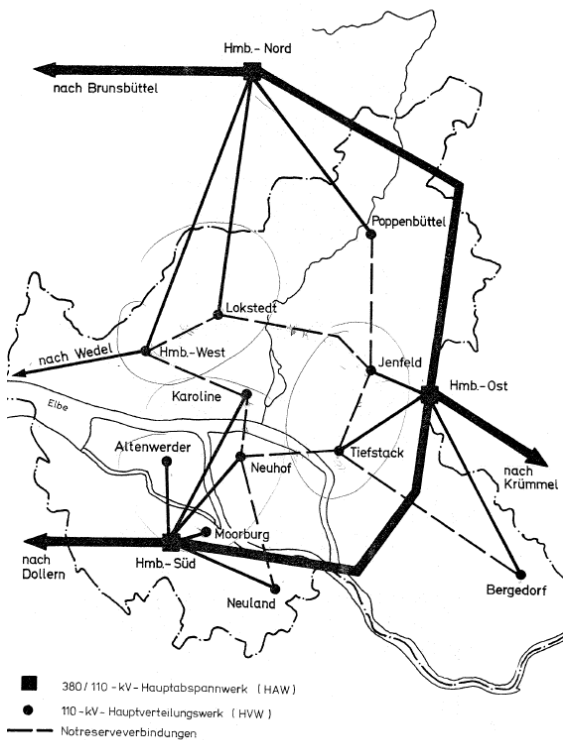 Hmb.- Nord
nach Brunsbüttel
Poppenbüttel
Lokstedt
nach Wedel
Hmb.-West
Jenfeld
Karoline
Hmb.-Ost
Elbe
Altenwerder
Neuhof
Tiefstack
nach
Krümmel
Moorburg
nach
Dollern
Hmb.-Süd
Neuland
Bergedorf
380/110-kV-Hauptabspannwerk (HAW)
110-kV-Hauptverteilungswerk (HVW)
Notreserveverbindungen